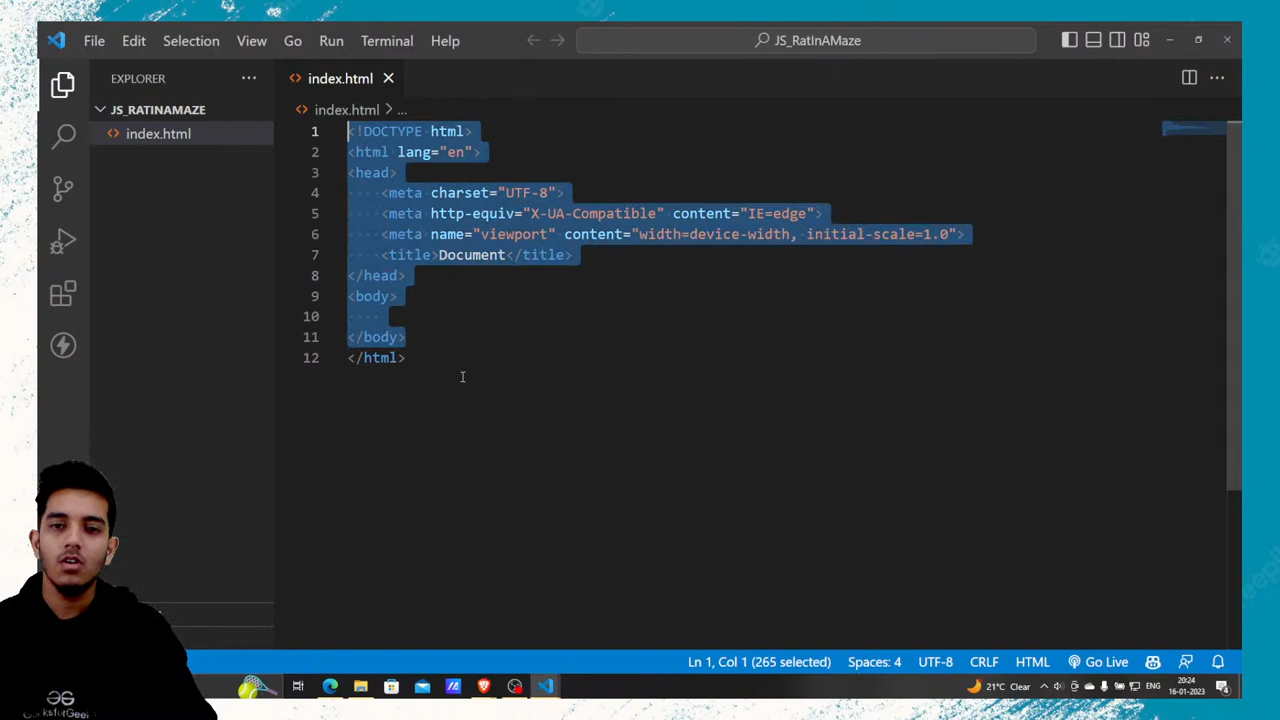 File Edit Selection View Go Run Terminal Help
JS_RatInAMaze
EXPLORER
JS_RATINAMAZE
index.html
index.html
index.html > ...
1 <!DOCTYPE html>
2 <html lang="en">
3 <head>
4 <meta charset="UTF-8">
5 <meta http-equiv="X-UA-Compatible" content="IE=edge">
6 <meta name="viewport" content="width=device-width, initial-scale=1.0">
7 <title>Document</title>
8 </head>
9 <body>
10
11 </body>
12 </html>
Ln 1, Col 1 (265 selected) Spaces: 4 UTF-8 CRLF HTML Go Live
21°C Clear ENG 20:24
16-01-2023
4